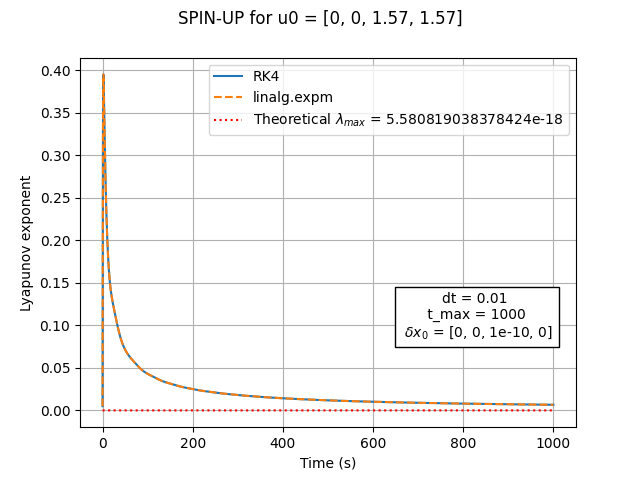 SPIN-UP for u0 = [0, 0, 1.57, 1.57]
RK4
linalg.expm
Theoretical λmax = 5.580819038378424e-18
Lyapunov exponent
0.40
0.35
0.30
0.25
0.20
0.15
0.10
0.05
0.00
dt = 0.01
t_max = 1000
δx0 = [0, 0, 1e-10, 0]
0 200 400 600 800 1000
Time (s)